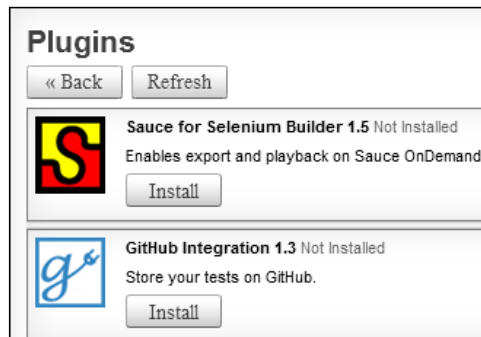 Plugins
« Back Refresh
Sauce for Selenium Builder 1.5 Not Installed
Enables export and playback on Sauce OnDemand
Install
GitHub Integration 1.3 Not Installed
Store your tests on GitHub.
Install